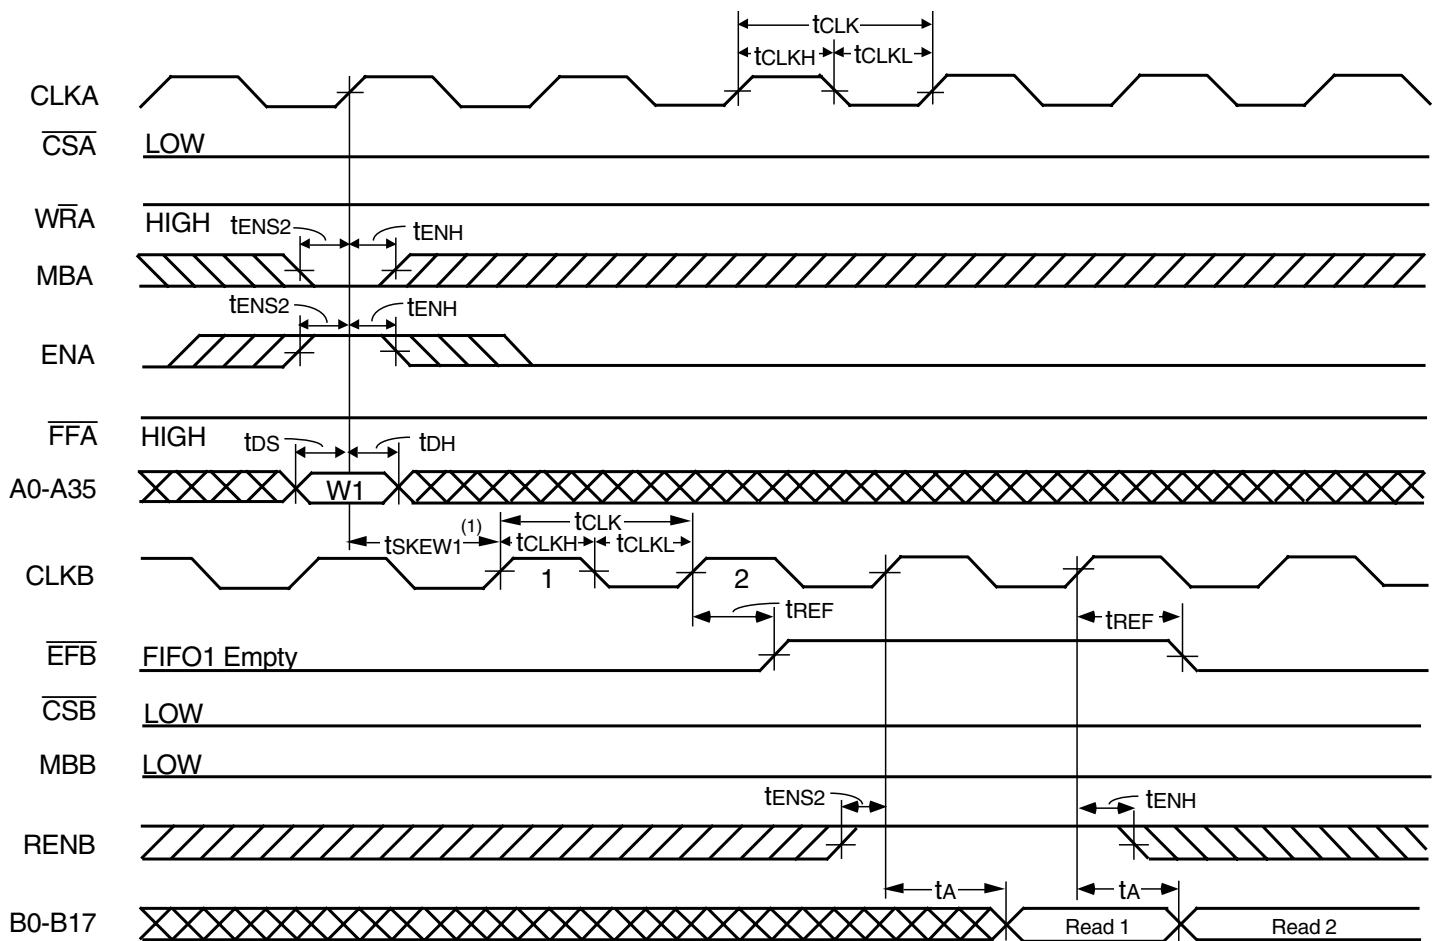 tCLK
tCLKH tCLKL
CLKA
CSA LOW
WRA HIGH
tENS2 tENH
MBA
tENS2 tENH
ENA
FFA HIGH
tDS tDH
A0-A35 W1
tSKEW1 (1) tCLK
tCLKH tCLKL
CLKB 1 2
tREF tREF
EFB FIFO1 Empty
CSB LOW
MBB LOW
tENS2 tENH
RENB
tA tA
B0-B17 Read 1 Read 2